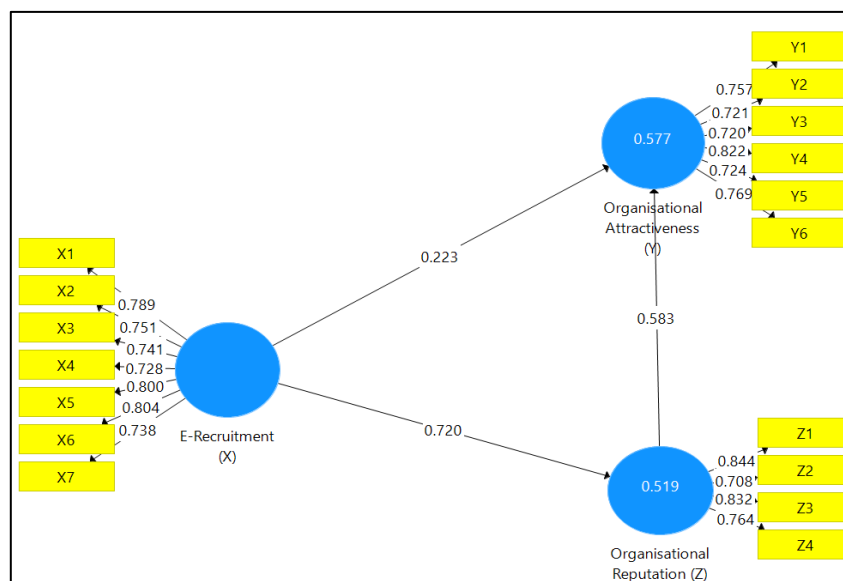 Y1
0.757
Y2
0.721
Y3
0.720
0.822
Y4
0.724
Y5
0.769
Y6
0.577
Organisational
Attractiveness
(Y)
X1
0.789
X2
0.751
X3
0.741
X4
0.728
0.800
X5
0.804
X6
0.738
X7
E-Recruitment
(X)
0.223
0.583
0.720
0.519
Organisational
Reputation (Z)
Z1
0.844
Z2
0.708
0.832
Z3
0.764
Z4